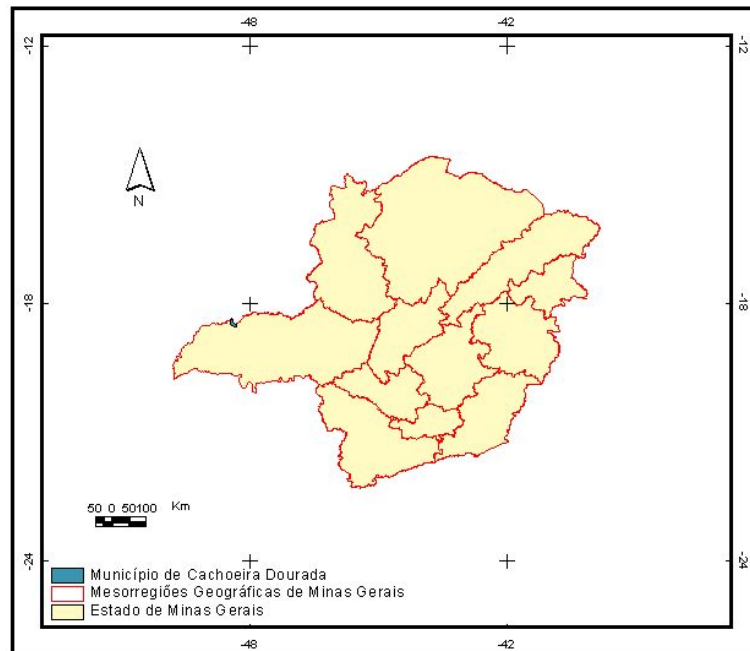 -48 -42
-12 -12
N
-18 -18
50 0 50100 Km
-24 -24
Município de Cachoeira Dourada
Mesorregiões Geográficas de Minas Gerais
Estado de Minas Gerais
-48 -42